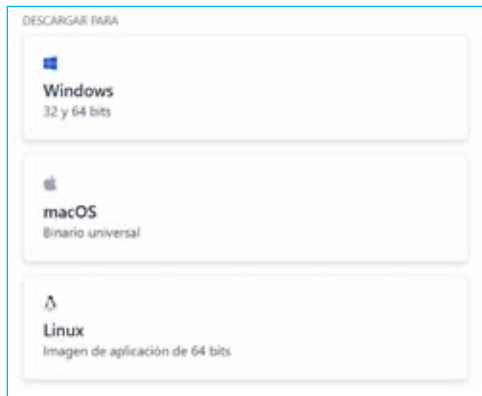 DESCARGAR PARA
Windows
32 y 64 bits
macOS
Binario universal
Linux
Imagen de aplicación de 64 bits